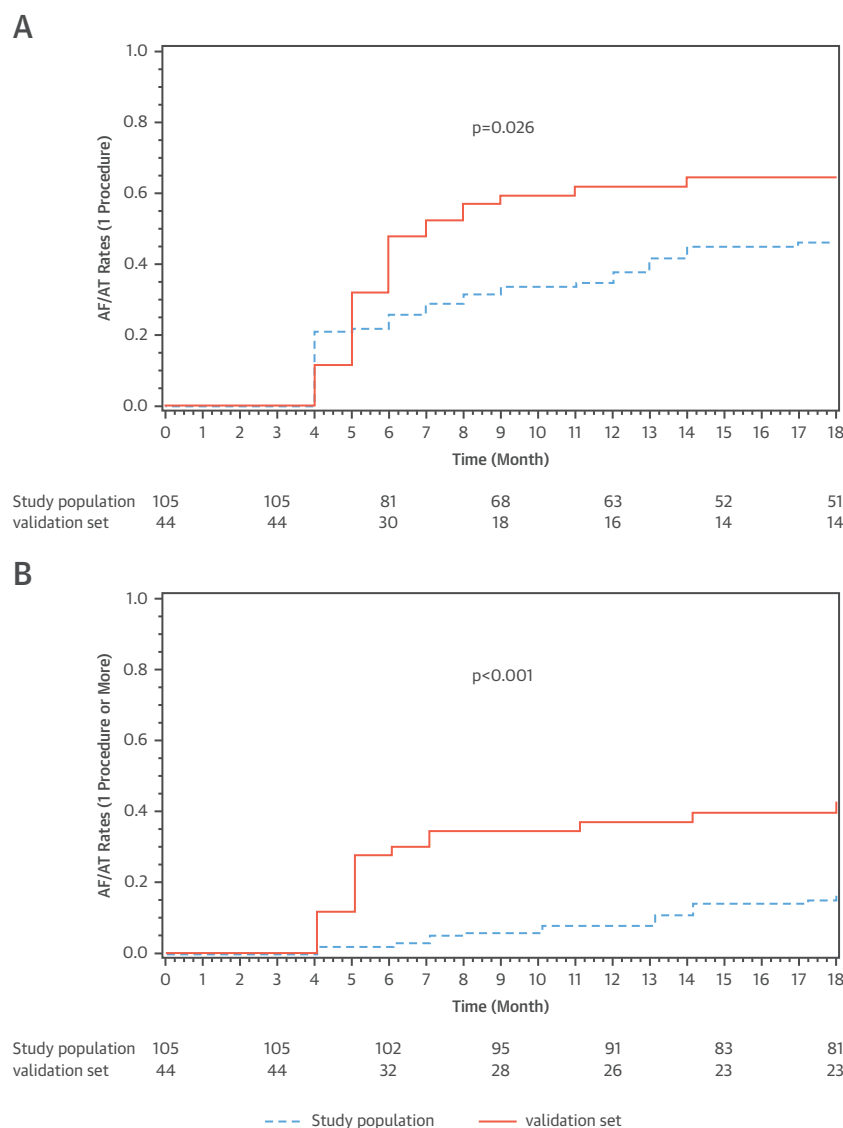 A
AF/AT Rates (1 Procedure)
1.0
0.8
0.6
0.4
0.2
0.0
p=0.026
0 1 2 3 4 5 6 7 8 9 10 11 12 13 14 15 16 17 18
Time (Month)
Study population 105 105 81 68 63 52 51
validation set 44 44 30 18 16 14 14
B
AF/AT Rates (1 Procedure or More)
1.0
0.8
0.6
0.4
0.2
0.0
p<0.001
0 1 2 3 4 5 6 7 8 9 10 11 12 13 14 15 16 17 18
Time (Month)
Study population 105 105 102 95 91 83 81
validation set 44 44 32 28 26 23 23
Study population validation set